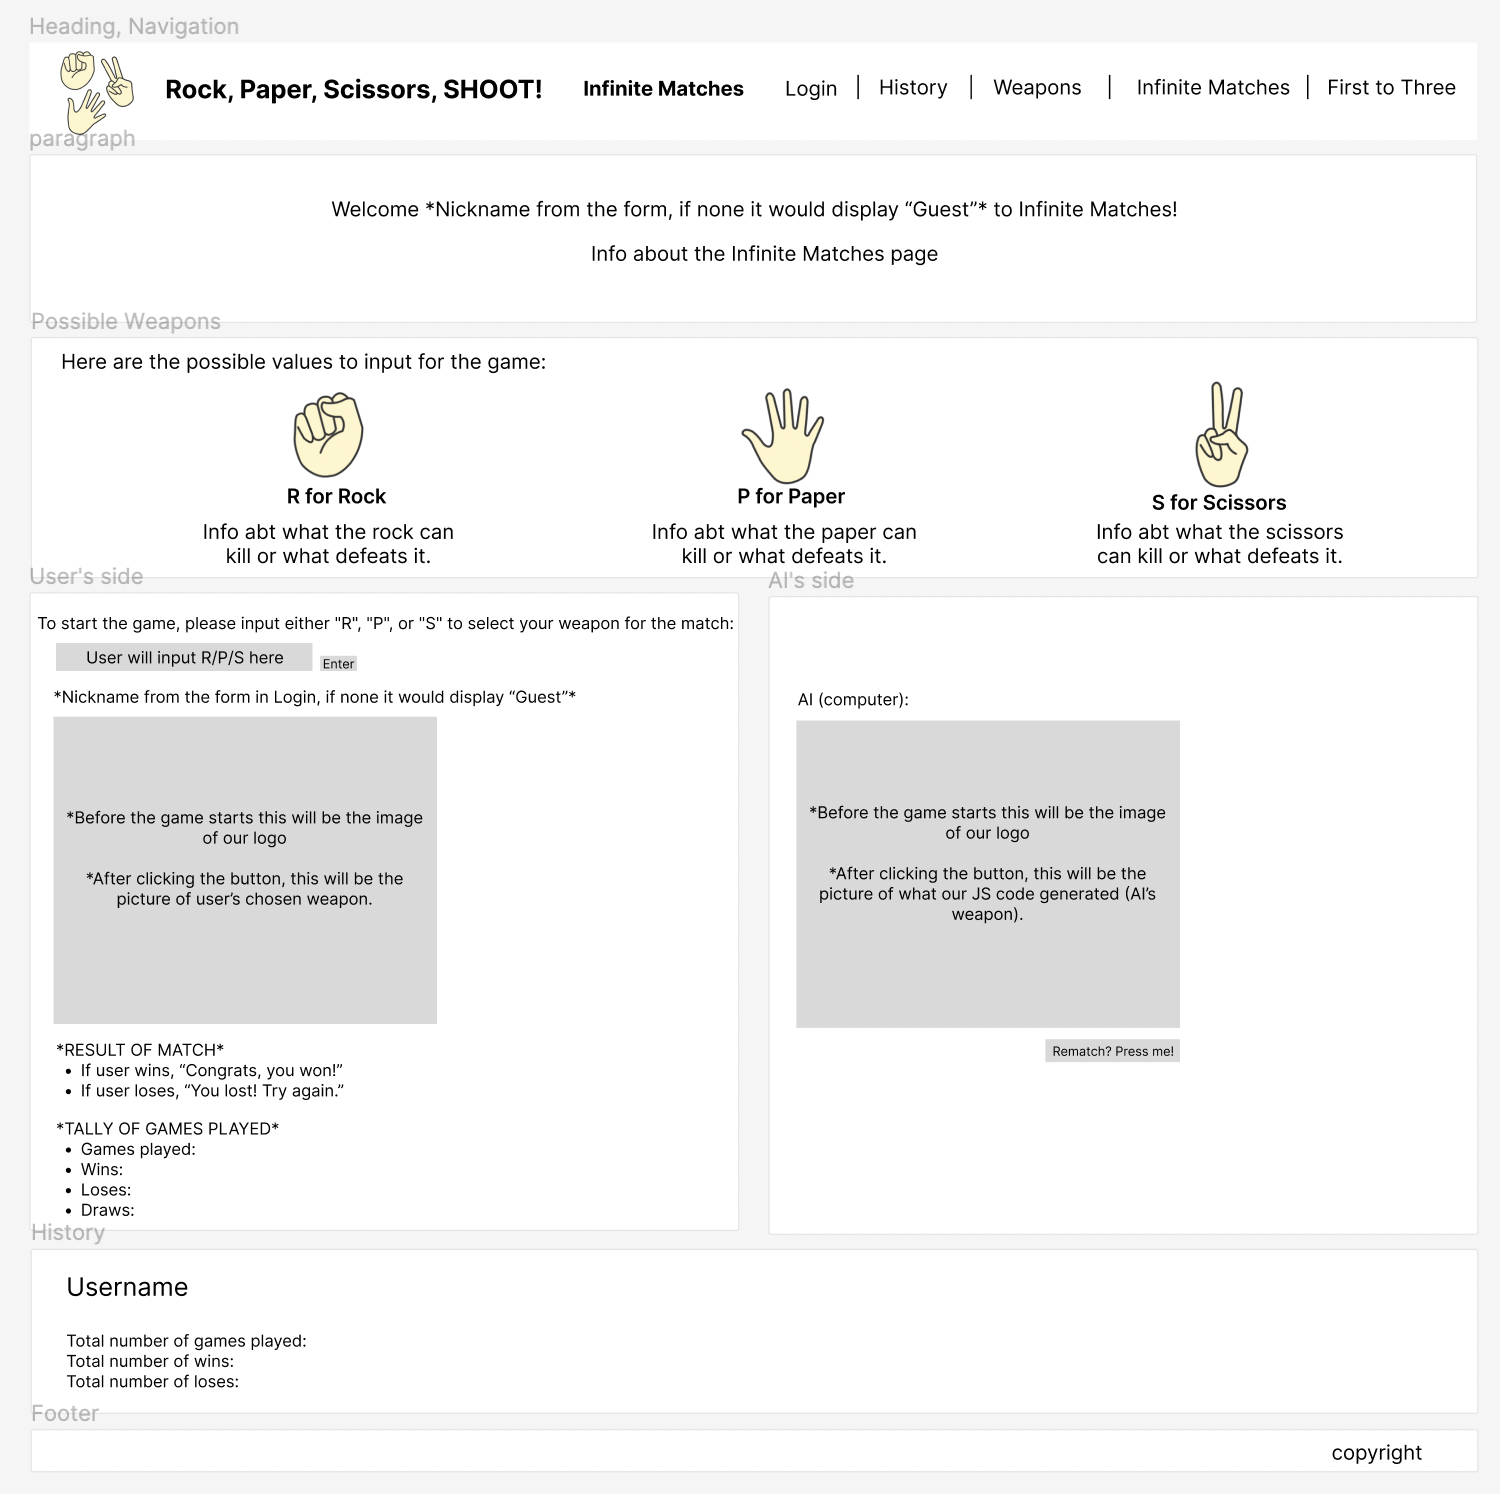 Heading, Navigation
Rock, Paper, Scissors, SHOOT!
Infinite Matches
Login | History | Weapons | Infinite Matches | First to Three
paragraph
Welcome *Nickname from the form, if none it would display “Guest”* to Infinite Matches!
Info about the Infinite Matches page
Possible Weapons
Here are the possible values to input for the game:
R for Rock
Info abt what the rock can
kill or what defeats it.
P for Paper
Info abt what the paper can
kill or what defeats it.
S for Scissors
Info abt what the scissors
can kill or what defeats it.
User's side
To start the game, please input either "R", "P", or "S" to select your weapon for the match:
User will input R/P/S here
Enter
*Nickname from the form in Login, if none it would display “Guest”*
*Before the game starts this will be the image
of our logo
*After clicking the button, this will be the
picture of user’s chosen weapon.
*RESULT OF MATCH*
• If user wins, “Congrats, you won!”
• If user loses, “You lost! Try again.”
*TALLY OF GAMES PLAYED*
• Games played:
• Wins:
• Loses:
• Draws:
AI's side
AI (computer):
*Before the game starts this will be the image
of our logo
*After clicking the button, this will be the
picture of what our JS code generated (AI’s
weapon).
Rematch? Press me!
History
Username
Total number of games played:
Total number of wins:
Total number of loses:
Footer
copyright